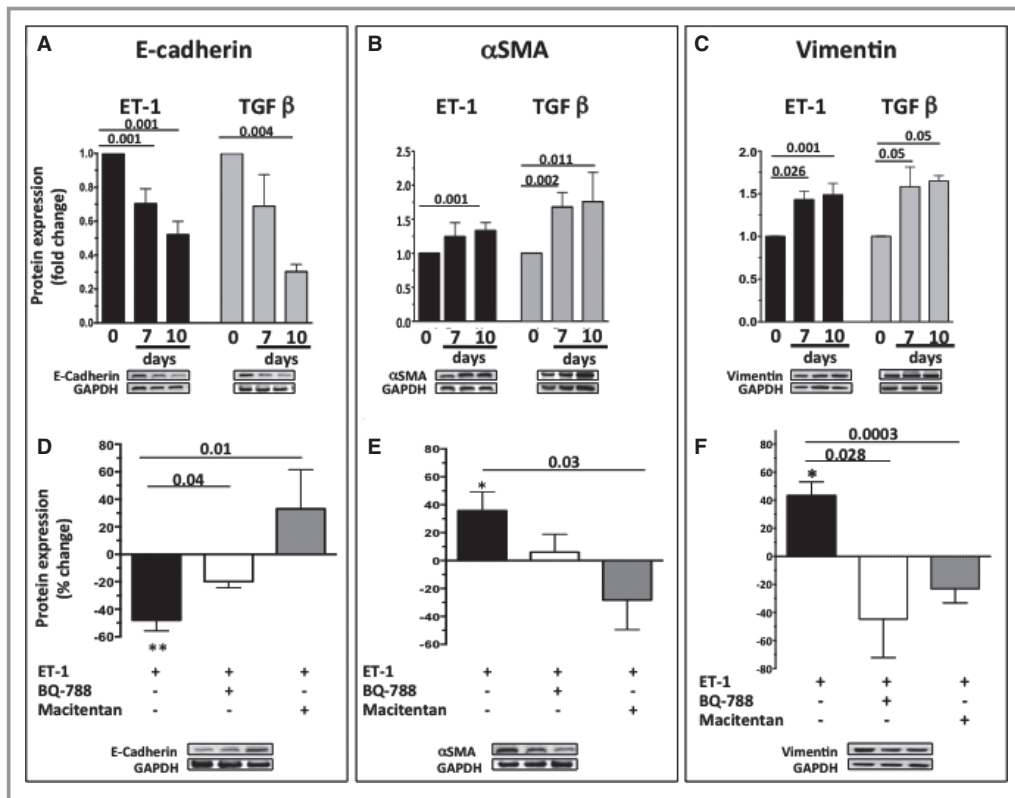 A
E-cadherin
ET-1
TGF β
0.001
0.001
0.004
Protein expression
(fold change)
1.0
0.8
0.6
0.4
0.2
0.0
0 7 10
0 7 10
days
days
E-Cadherin
GAPDH
B
αSMA
ET-1
TGF β
0.001
0.011
0.002
2.5
2.0
1.5
1.0
0.5
0.0
0 7 10
0 7 10
days
days
αSMA
GAPDH
C
Vimentin
ET-1
TGF β
0.001
0.026
0.05
0.05
2.0
1.5
1.0
0.5
0.0
0 7 10
0 7 10
days
days
Vimentin
GAPDH
D
0.01
0.04
Protein expression
(% change)
80
60
40
20
0
-20
-40
-60
**
ET-1 + + +
BQ-788 - + -
Macitentan - - +
E-Cadherin
GAPDH
E
0.03
*
80
60
40
20
0
-20
-40
-60
+ + +
- + -
- - +
αSMA
GAPDH
F
0.0003
0.028
*
80
60
40
20
0
-20
-40
-60
-80
ET-1 + + +
BQ-788 - + -
Macitentan - - +
Vimentin
GAPDH